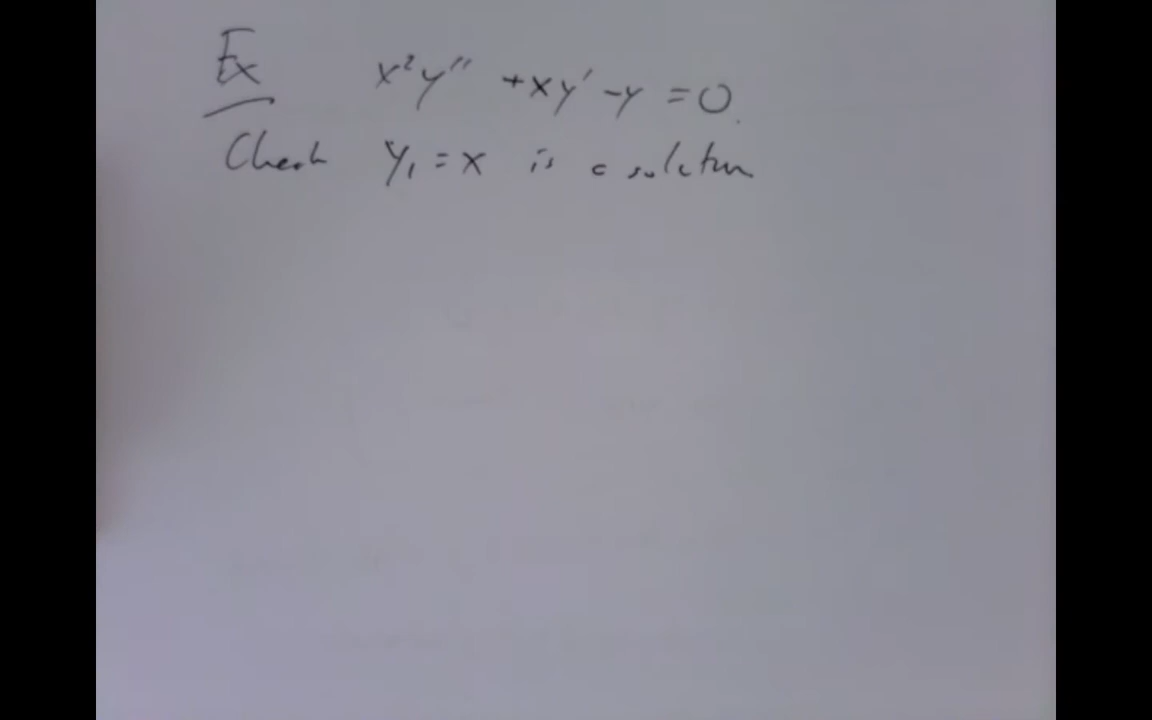 Ex x²y'' +xy' -y = 0
Check y₁ = x is a solution